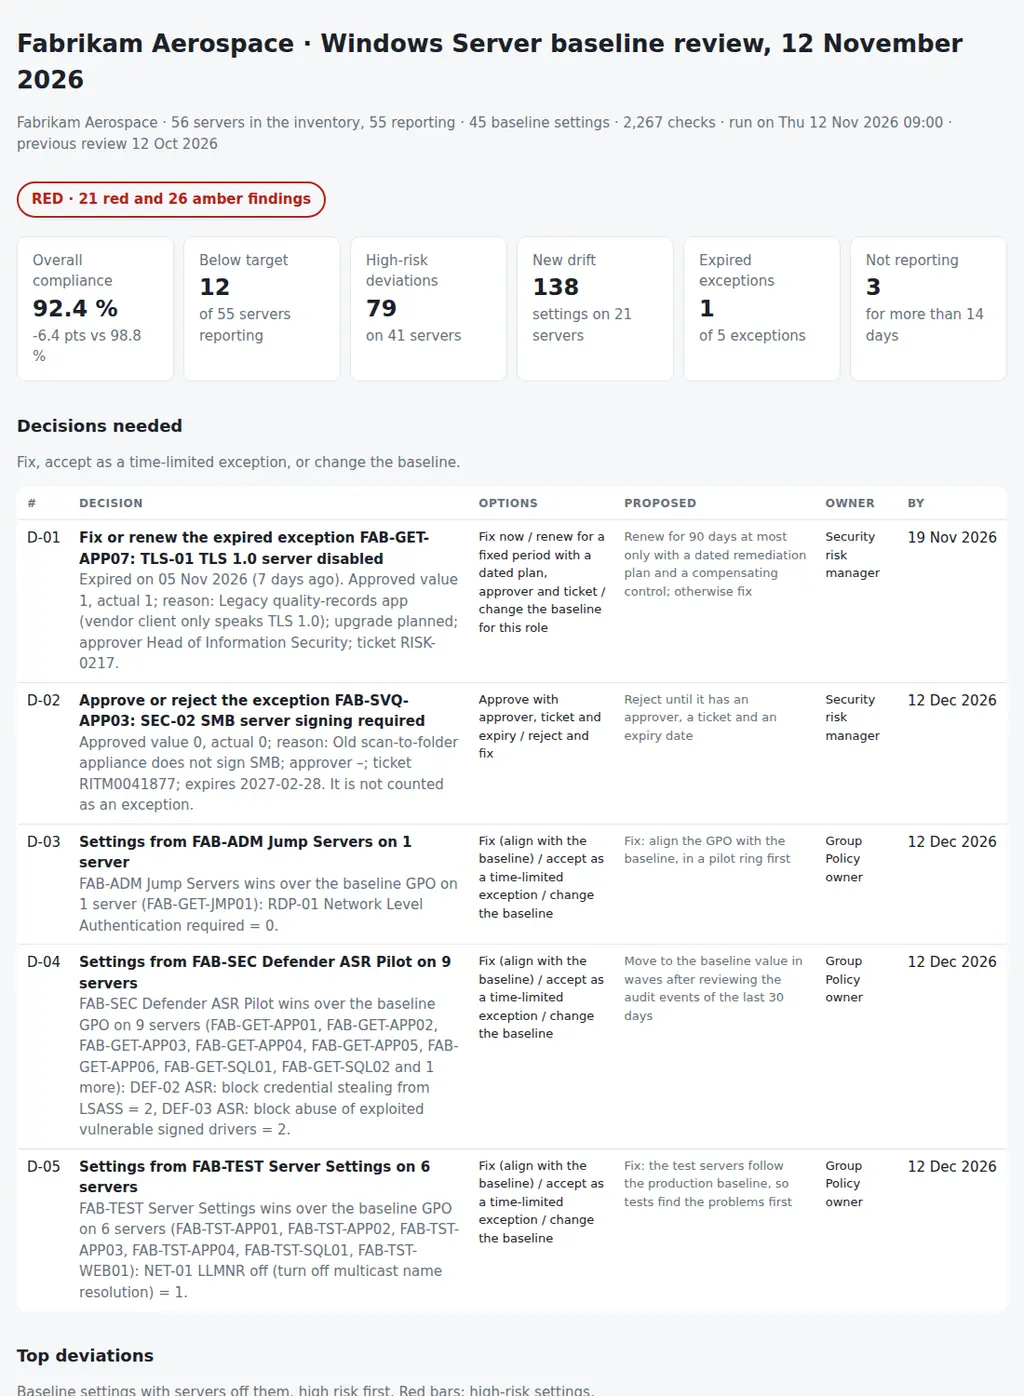 Fabrikam Aerospace · Windows Server baseline review, 12 November
2026
Fabrikam Aerospace · 56 servers in the inventory, 55 reporting · 45 baseline settings · 2,267 checks · run on Thu 12 Nov 2026 09:00 ·
previous review 12 Oct 2026
RED · 21 red and 26 amber findings
Overall
compliance
92.4 %
-6.4 pts vs 98.8
%
Below target
12
of 55 servers
reporting
High-risk
deviations
79
on 41 servers
New drift
138
settings on 21
servers
Expired
exceptions
1
of 5 exceptions
Not reporting
3
for more than 14
days
Decisions needed
Fix, accept as a time-limited exception, or change the baseline.
# DECISION OPTIONS PROPOSED OWNER BY
D-01
Fix or renew the expired exception FAB-GET-
APP07: TLS-01 TLS 1.0 server disabled
Expired on 05 Nov 2026 (7 days ago). Approved value
1, actual 1; reason: Legacy quality-records app
(vendor client only speaks TLS 1.0); upgrade planned;
approver Head of Information Security; ticket RISK-
0217.
Fix now / renew for a
fixed period with a
dated plan,
approver and ticket /
change the baseline
for this role
Renew for 90 days at most
only with a dated remediation
plan and a compensating
control; otherwise fix
Security
risk
manager
19 Nov 2026
D-02
Approve or reject the exception FAB-SVQ-
APP03: SEC-02 SMB server signing required
Approved value 0, actual 0; reason: Old scan-to-folder
appliance does not sign SMB; approver –; ticket
RITM0041877; expires 2027-02-28. It is not counted
as an exception.
Approve with
approver, ticket and
expiry / reject and
fix
Reject until it has an
approver, a ticket and an
expiry date
Security
risk
manager
12 Dec 2026
D-03
Settings from FAB-ADM Jump Servers on 1
server
FAB-ADM Jump Servers wins over the baseline GPO on
1 server (FAB-GET-JMP01): RDP-01 Network Level
Authentication required = 0.
Fix (align with the
baseline) / accept as
a time-limited
exception / change
the baseline
Fix: align the GPO with the
baseline, in a pilot ring first
Group
Policy
owner
12 Dec 2026
D-04
Settings from FAB-SEC Defender ASR Pilot on 9
servers
FAB-SEC Defender ASR Pilot wins over the baseline
GPO on 9 servers (FAB-GET-APP01, FAB-GET-APP02,
FAB-GET-APP03, FAB-GET-APP04, FAB-GET-APP05, FAB-
GET-APP06, FAB-GET-SQL01, FAB-GET-SQL02 and 1
more): DEF-02 ASR: block credential stealing from
LSASS = 2, DEF-03 ASR: block abuse of exploited
vulnerable signed drivers = 2.
Fix (align with the
baseline) / accept as
a time-limited
exception / change
the baseline
Move to the baseline value in
waves after reviewing the
audit events of the last 30
days
Group
Policy
owner
12 Dec 2026
D-05
Settings from FAB-TEST Server Settings on 6
servers
FAB-TEST Server Settings wins over the baseline GPO
on 6 servers (FAB-TST-APP01, FAB-TST-APP02, FAB-TST-
APP03, FAB-TST-APP04, FAB-TST-SQL01, FAB-TST-
WEB01): NET-01 LLMNR off (turn off multicast name
resolution) = 1.
Fix (align with the
baseline) / accept as
a time-limited
exception / change
the baseline
Fix: the test servers follow
the production baseline, so
tests find the problems first
Group
Policy
owner
12 Dec 2026
Top deviations
Baseline settings with servers off them, high risk first. Red bars: high-risk settings.